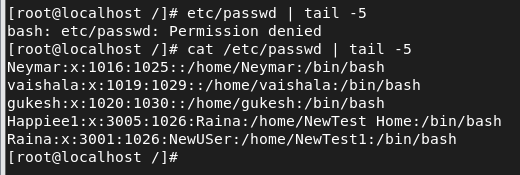 [root@localhost /]# etc/passwd | tail -5
bash: etc/passwd: Permission denied
[root@localhost /]# cat /etc/passwd | tail -5
Neymar:x:1016:1025::/home/Neymar:/bin/bash
vaishala:x:1019:1029::/home/vaishala:/bin/bash
gukesh:x:1020:1030::/home/gukesh:/bin/bash
Happiee1:x:3005:1026:Raina:/home/NewTest Home:/bin/bash
Raina:x:3001:1026:NewUSer:/home/NewTest1:/bin/bash
[root@localhost /]#